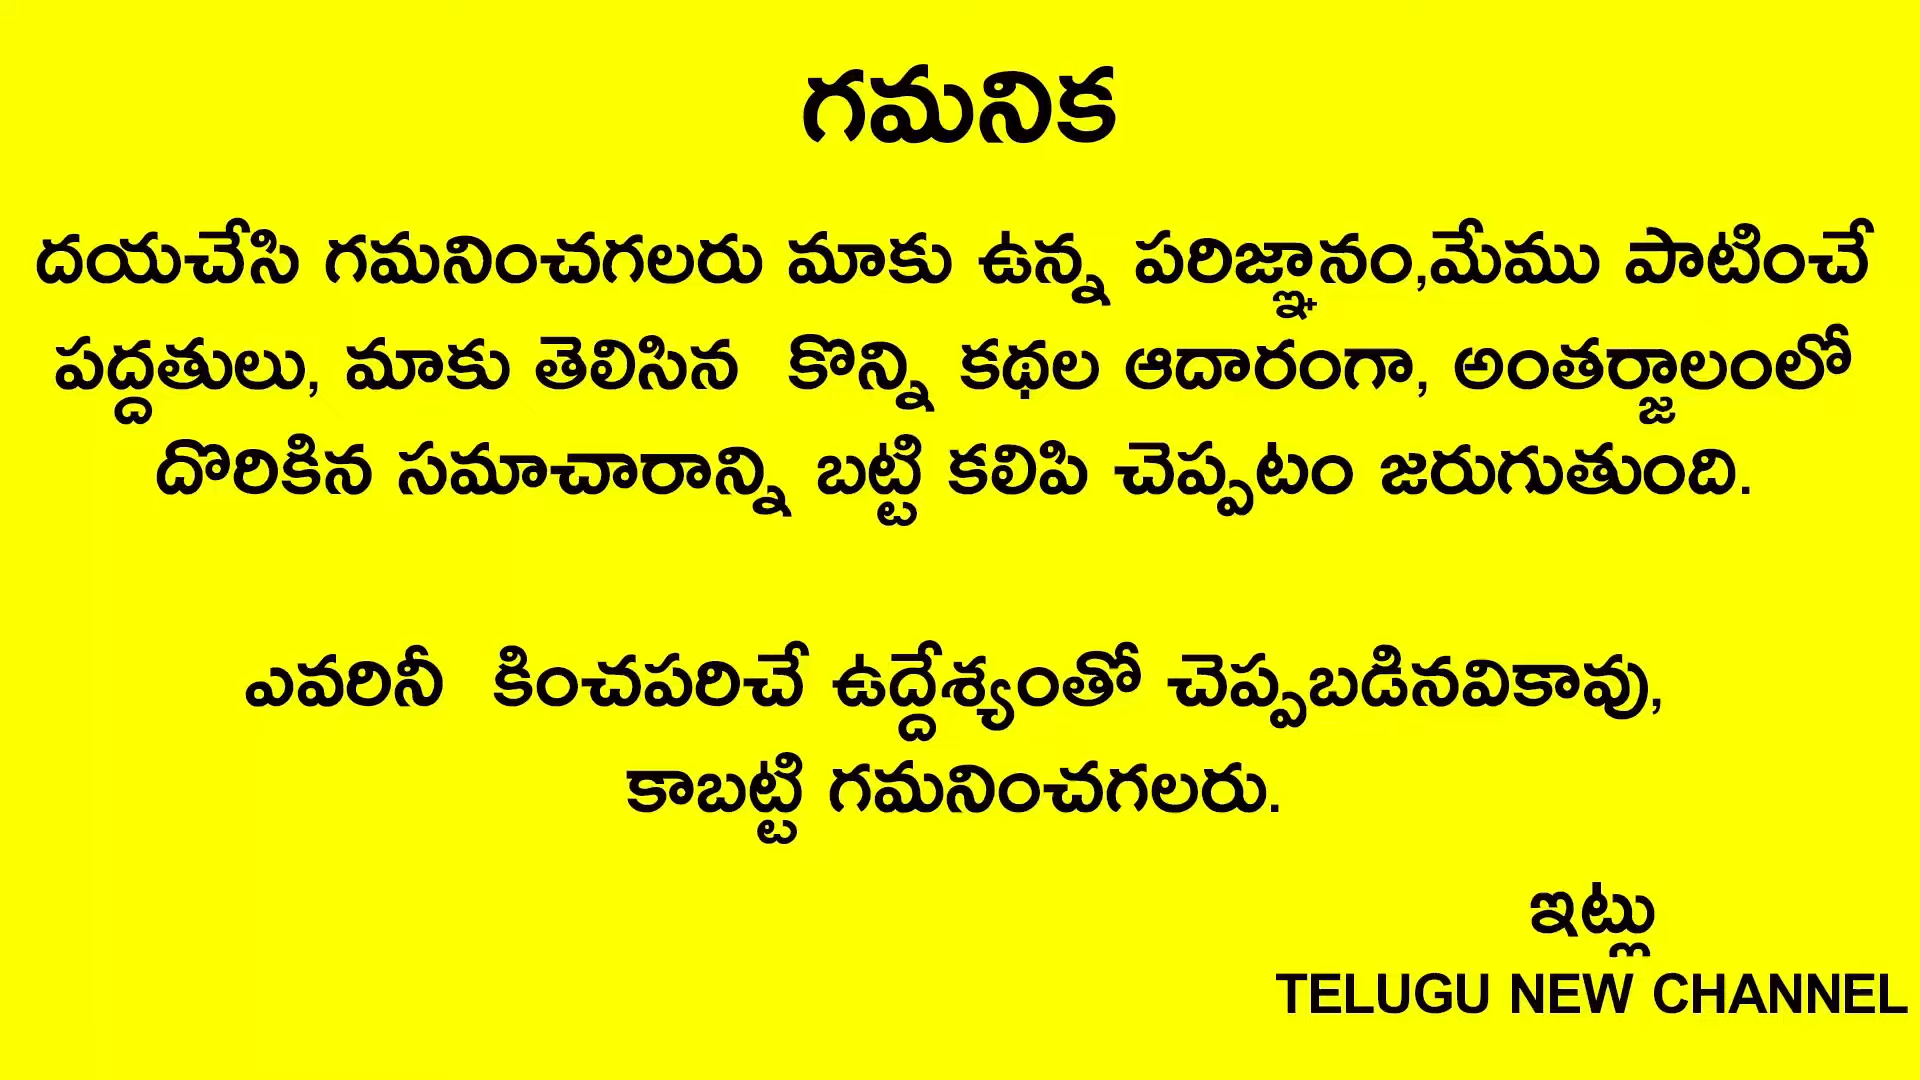 గమనిక
దయచేసి గమనించగలరు మాకు ఉన్న పరిజ్ఞానం,మేము పాటించే
పద్దతులు, మాకు తెలిసిన కొన్ని కథల ఆదారంగా, అంతర్జాలంలో
దొరికిన సమాచారాన్ని బట్టి కలిపి చెప్పటం జరుగుతుంది.
ఎవరినీ కించపరిచే ఉద్దేశ్యంతో చెప్పబడినవికావు,
కాబట్టి గమనించగలరు.
ఇట్లు
TELUGU NEW CHANNEL